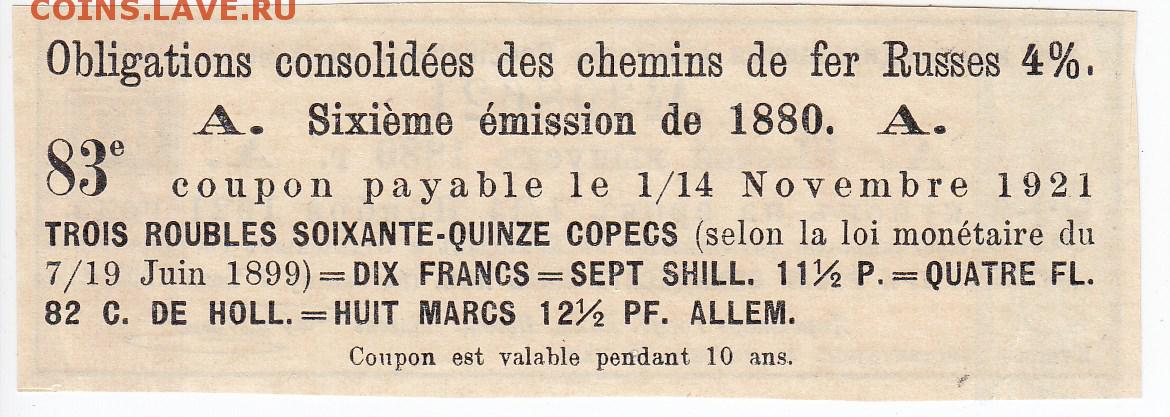 COINS.LAVE.RU
Obligations consolidées des chemins de fer Russes 4%.
A. Sixième émission de 1880. A.
83e coupon payable le 1/14 Novembre 1921
TROIS ROUBLES SOIXANTE-QUINZE COPECS (selon la loi monétaire du
7/19 Juin 1899)=DIX FRANCS=SEPT SHILL. 11½ P.=QUATRE FL.
82 C. DE HOLL.=HUIT MARCS 12½ PF. ALLEM.
Coupon est valable pendant 10 ans.